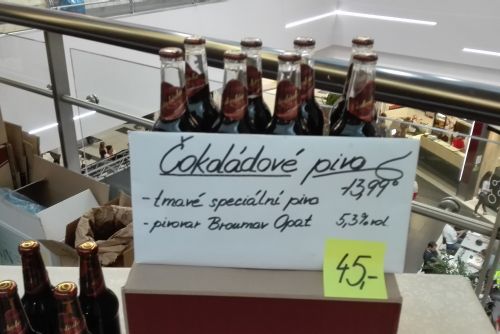 Čokoládové pivo
-13,99°
- tmavé speciální pivo
- pivovar Broumov Opat 5,3% vol
45,-